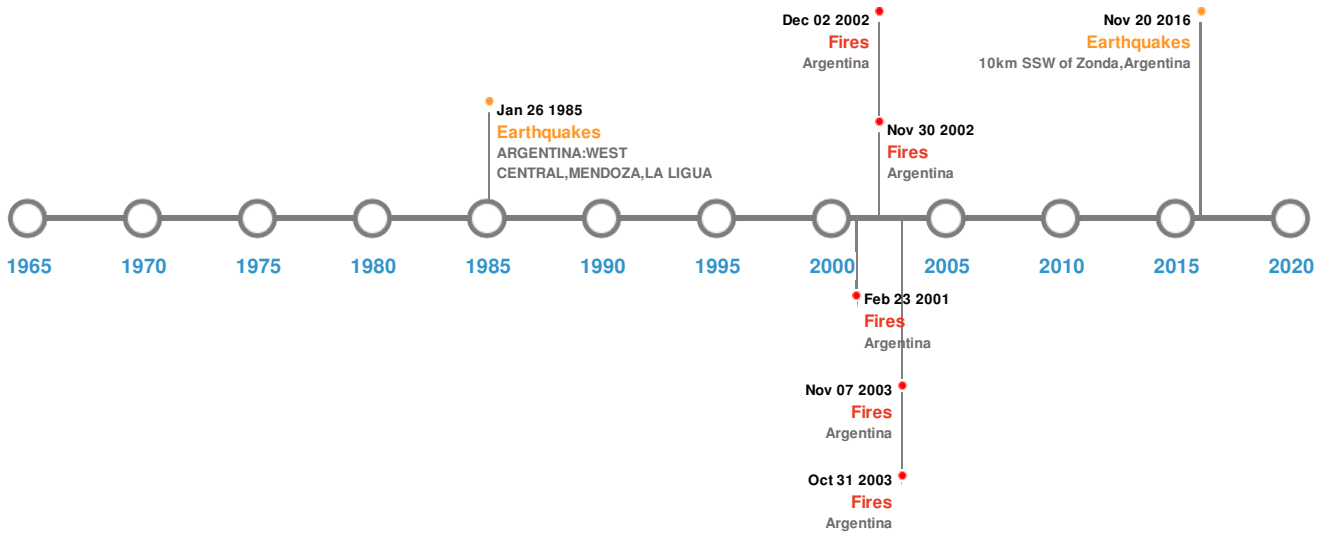 Dec 02 2002
Fires
Argentina
Nov 20 2016
Earthquakes
10km SSW of Zonda,Argentina
Jan 26 1985
Earthquakes
ARGENTINA:WEST
CENTRAL,MENDOZA,LA LIGUA
Nov 30 2002
Fires
Argentina
1965
1970
1975
1980
1985
1990
1995
2000
2005
2010
2015
2020
Feb 23 2001
Fires
Argentina
Nov 07 2003
Fires
Argentina
Oct 31 2003
Fires
Argentina